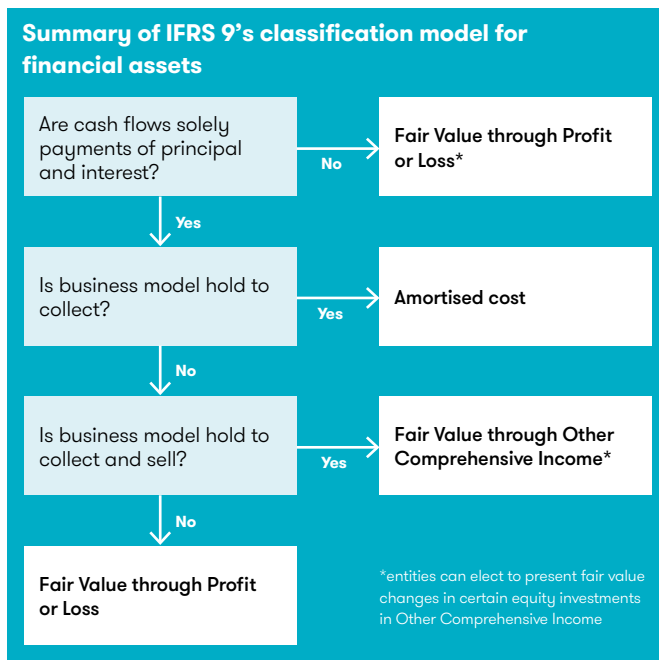 Summary of IFRS 9's classification model for
financial assets
Are cash flows solely
payments of principal
and interest?
No
Fair Value through Profit
or Loss*
Yes
Is business model hold to
collect?
Yes
Amortised cost
No
Is business model hold to
collect and sell?
Yes
Fair Value through Other
Comprehensive Income*
No
Fair Value through Profit
or Loss
*entities can elect to present fair value
changes in certain equity investments
in Other Comprehensive Income